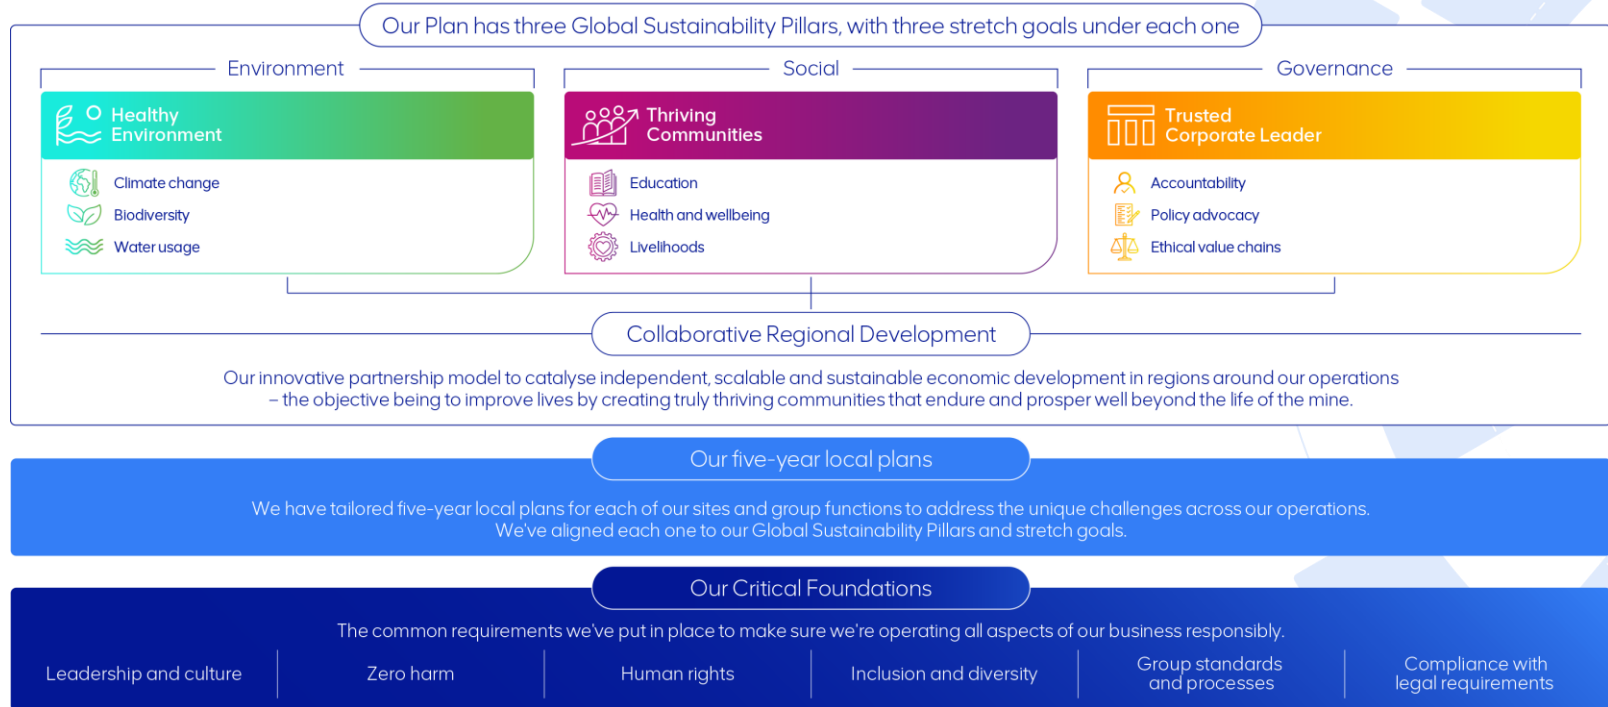 Our Plan has three Global Sustainability Pillars, with three stretch goals under each one
Environment
Healthy
Environment
Climate change
Biodiversity
Water usage
Social
Thriving
Communities
Education
Health and wellbeing
Livelihoods
Governance
Trusted
Corporate Leader
Accountability
Policy advocacy
Ethical value chains
Collaborative Regional Development
Our innovative partnership model to catalyse independent, scalable and sustainable economic development in regions around our operations
– the objective being to improve lives by creating truly thriving communities that endure and prosper well beyond the life of the mine.
Our five-year local plans
We have tailored five-year local plans for each of our sites and group functions to address the unique challenges across our operations.
We've aligned each one to our Global Sustainability Pillars and stretch goals.
Our Critical Foundations
The common requirements we've put in place to make sure we're operating all aspects of our business responsibly.
Leadership and culture
Zero harm
Human rights
Inclusion and diversity
Group standards
and processes
Compliance with
legal requirements